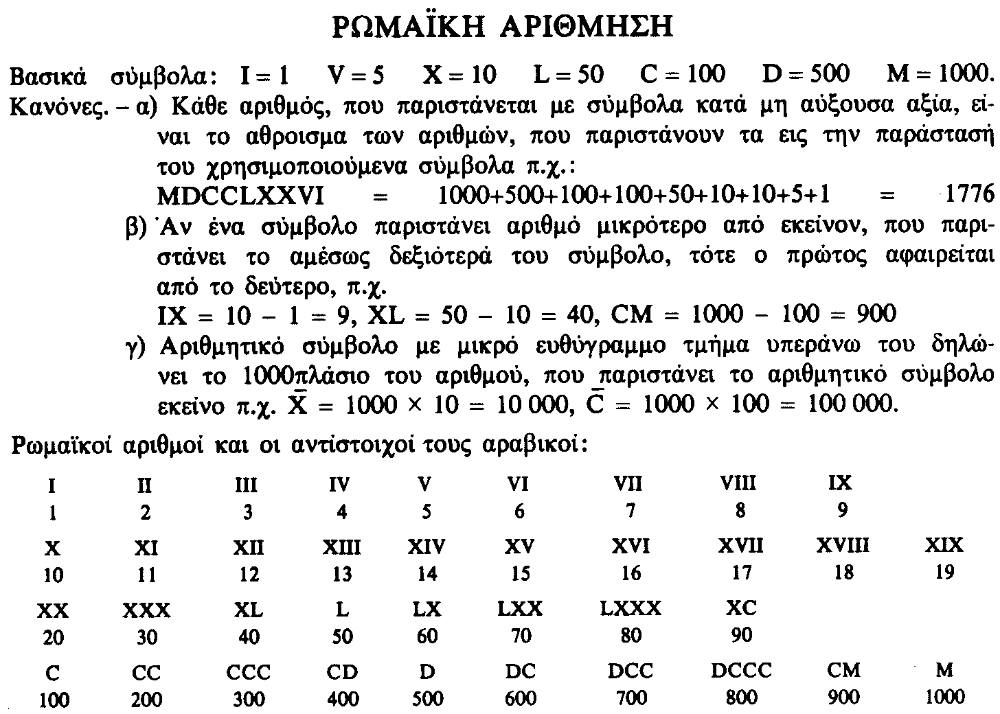 ΡΩΜΑΪΚΗ ΑΡΙΘΜΗΣΗ
Βασικά σύμβολα: I = 1 V = 5 X = 10 L = 50 C = 100 D = 500 M = 1000.
Κανόνες. – α) Κάθε αριθμός, που παριστάνεται με σύμβολα κατά μη αύξουσα αξία, εί-
ναι το αθροισμα των αριθμών, που παριστάνουν τα εις την παράστασή
του χρησιμοποιούμενα σύμβολα π.χ.:
MDCCLXXVI = 1000+500+100+100+50+10+10+5+1 = 1776
β) Ἀν ένα σύμβολο παριστάνει αριθμό μικρότερο από εκείνον, που παρι-
στάνει το αμέσως δεξιότερά του σύμβολο, τότε ο πρώτος αφαιρείται
από το δεύτερο, π.χ.
IX = 10 – 1 = 9, XL = 50 – 10 = 40, CM = 1000 – 100 = 900
γ) Αριθμητικό σύμβολο με μικρό ευθύγραμμο τμήμα υπεράνω του δηλώ-
νει το 1000πλάσιο του αριθμού, που παριστάνει το αριθμητικό σύμβολο
εκείνο π.χ. X̄ = 1000 × 10 = 10 000, C̄ = 1000 × 100 = 100 000.
Ρωμαϊκοί αριθμοί και οι αντίστοιχοί τους αραβικοί:
I II III IV V VI VII VIII IX
1 2 3 4 5 6 7 8 9
X XI XII XIII XIV XV XVI XVII XVIII XIX
10 11 12 13 14 15 16 17 18 19
XX XXX XL L LX LXX LXXX XC
20 30 40 50 60 70 80 90
C CC CCC CD D DC DCC DCCC CM M
100 200 300 400 500 600 700 800 900 1000